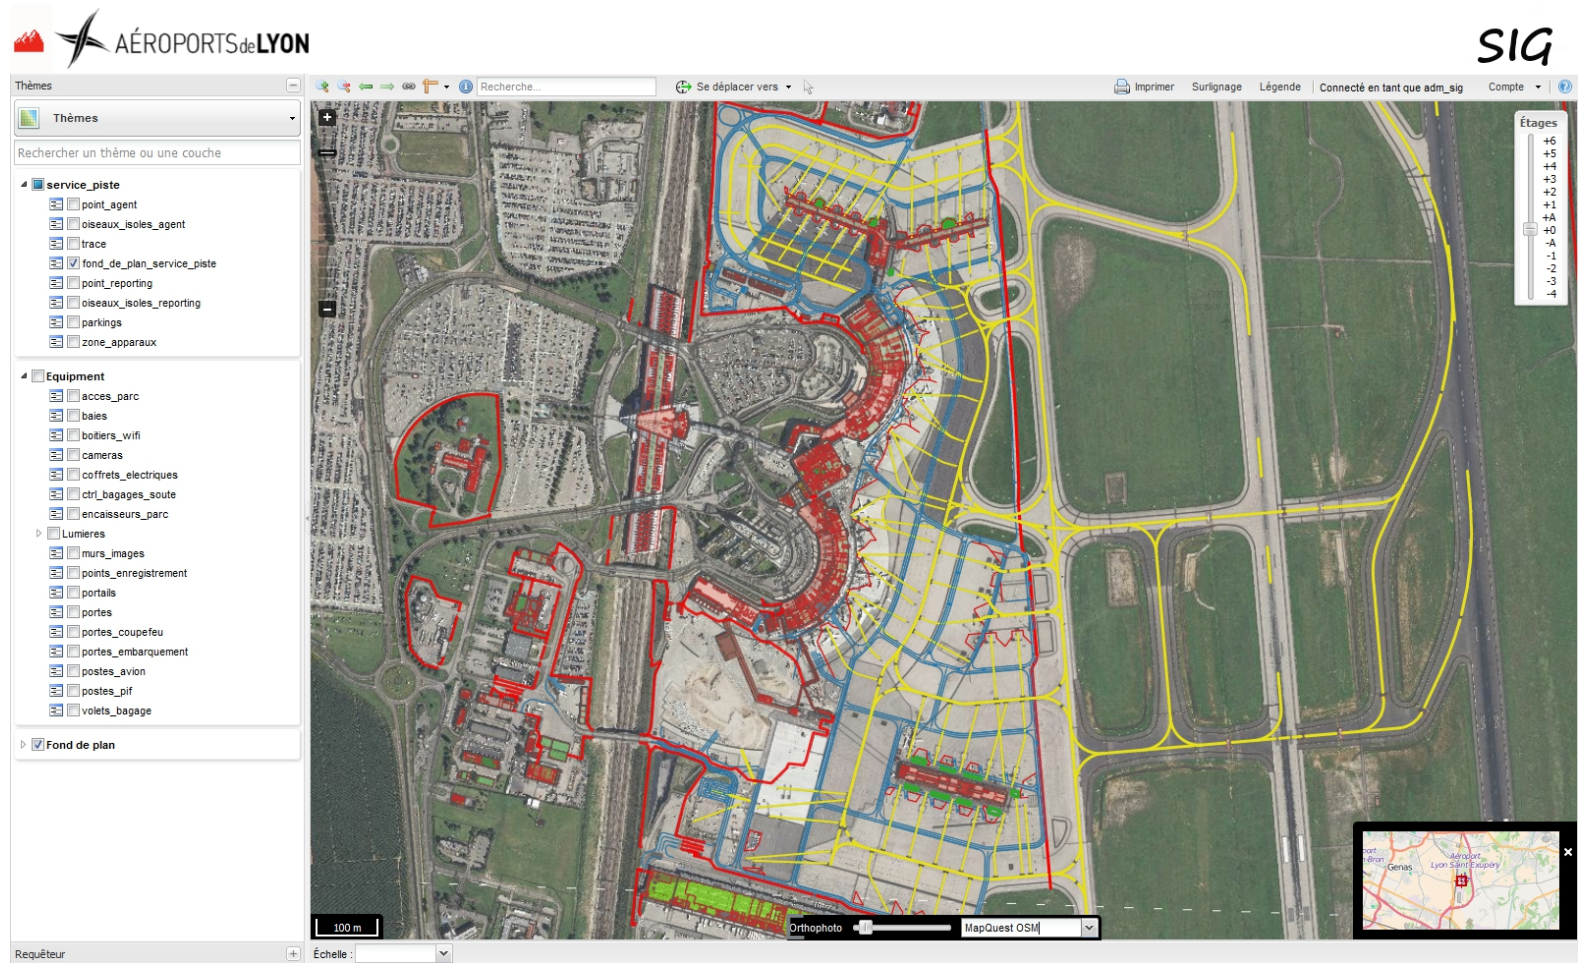 AÉROPORTSdeLYON
SIG
Thèmes
Recherche...
Se déplacer vers
Imprimer
Surlignage
Légende
Connecté en tant que adm_sig
Compte
Thèmes
Rechercher un thème ou une couche
service_piste
point_agent
oiseaux_isoles_agent
trace
fond_de_plan_service_piste
point_reporting
oiseaux_isoles_reporting
parkings
zone_apparaux
Equipment
acces_parc
baies
boitiers_wifi
cameras
coffrets_electriques
ctrl_bagages_soute
encaisseurs_parc
Lumieres
murs_images
points_enregistrement
portails
portes
portes_coupefeu
portes_embarquement
postes_avion
postes_pif
volets_bagage
Fond de plan
Étages
+6
+5
+4
+3
+2
+1
+A
+0
-A
-1
-2
-3
-4
Genas
Aéroport
Lyon Saint Exupéry
port
-Bron
100 m
Orthophoto
MapQuest OSM
Requêteur
Échelle :